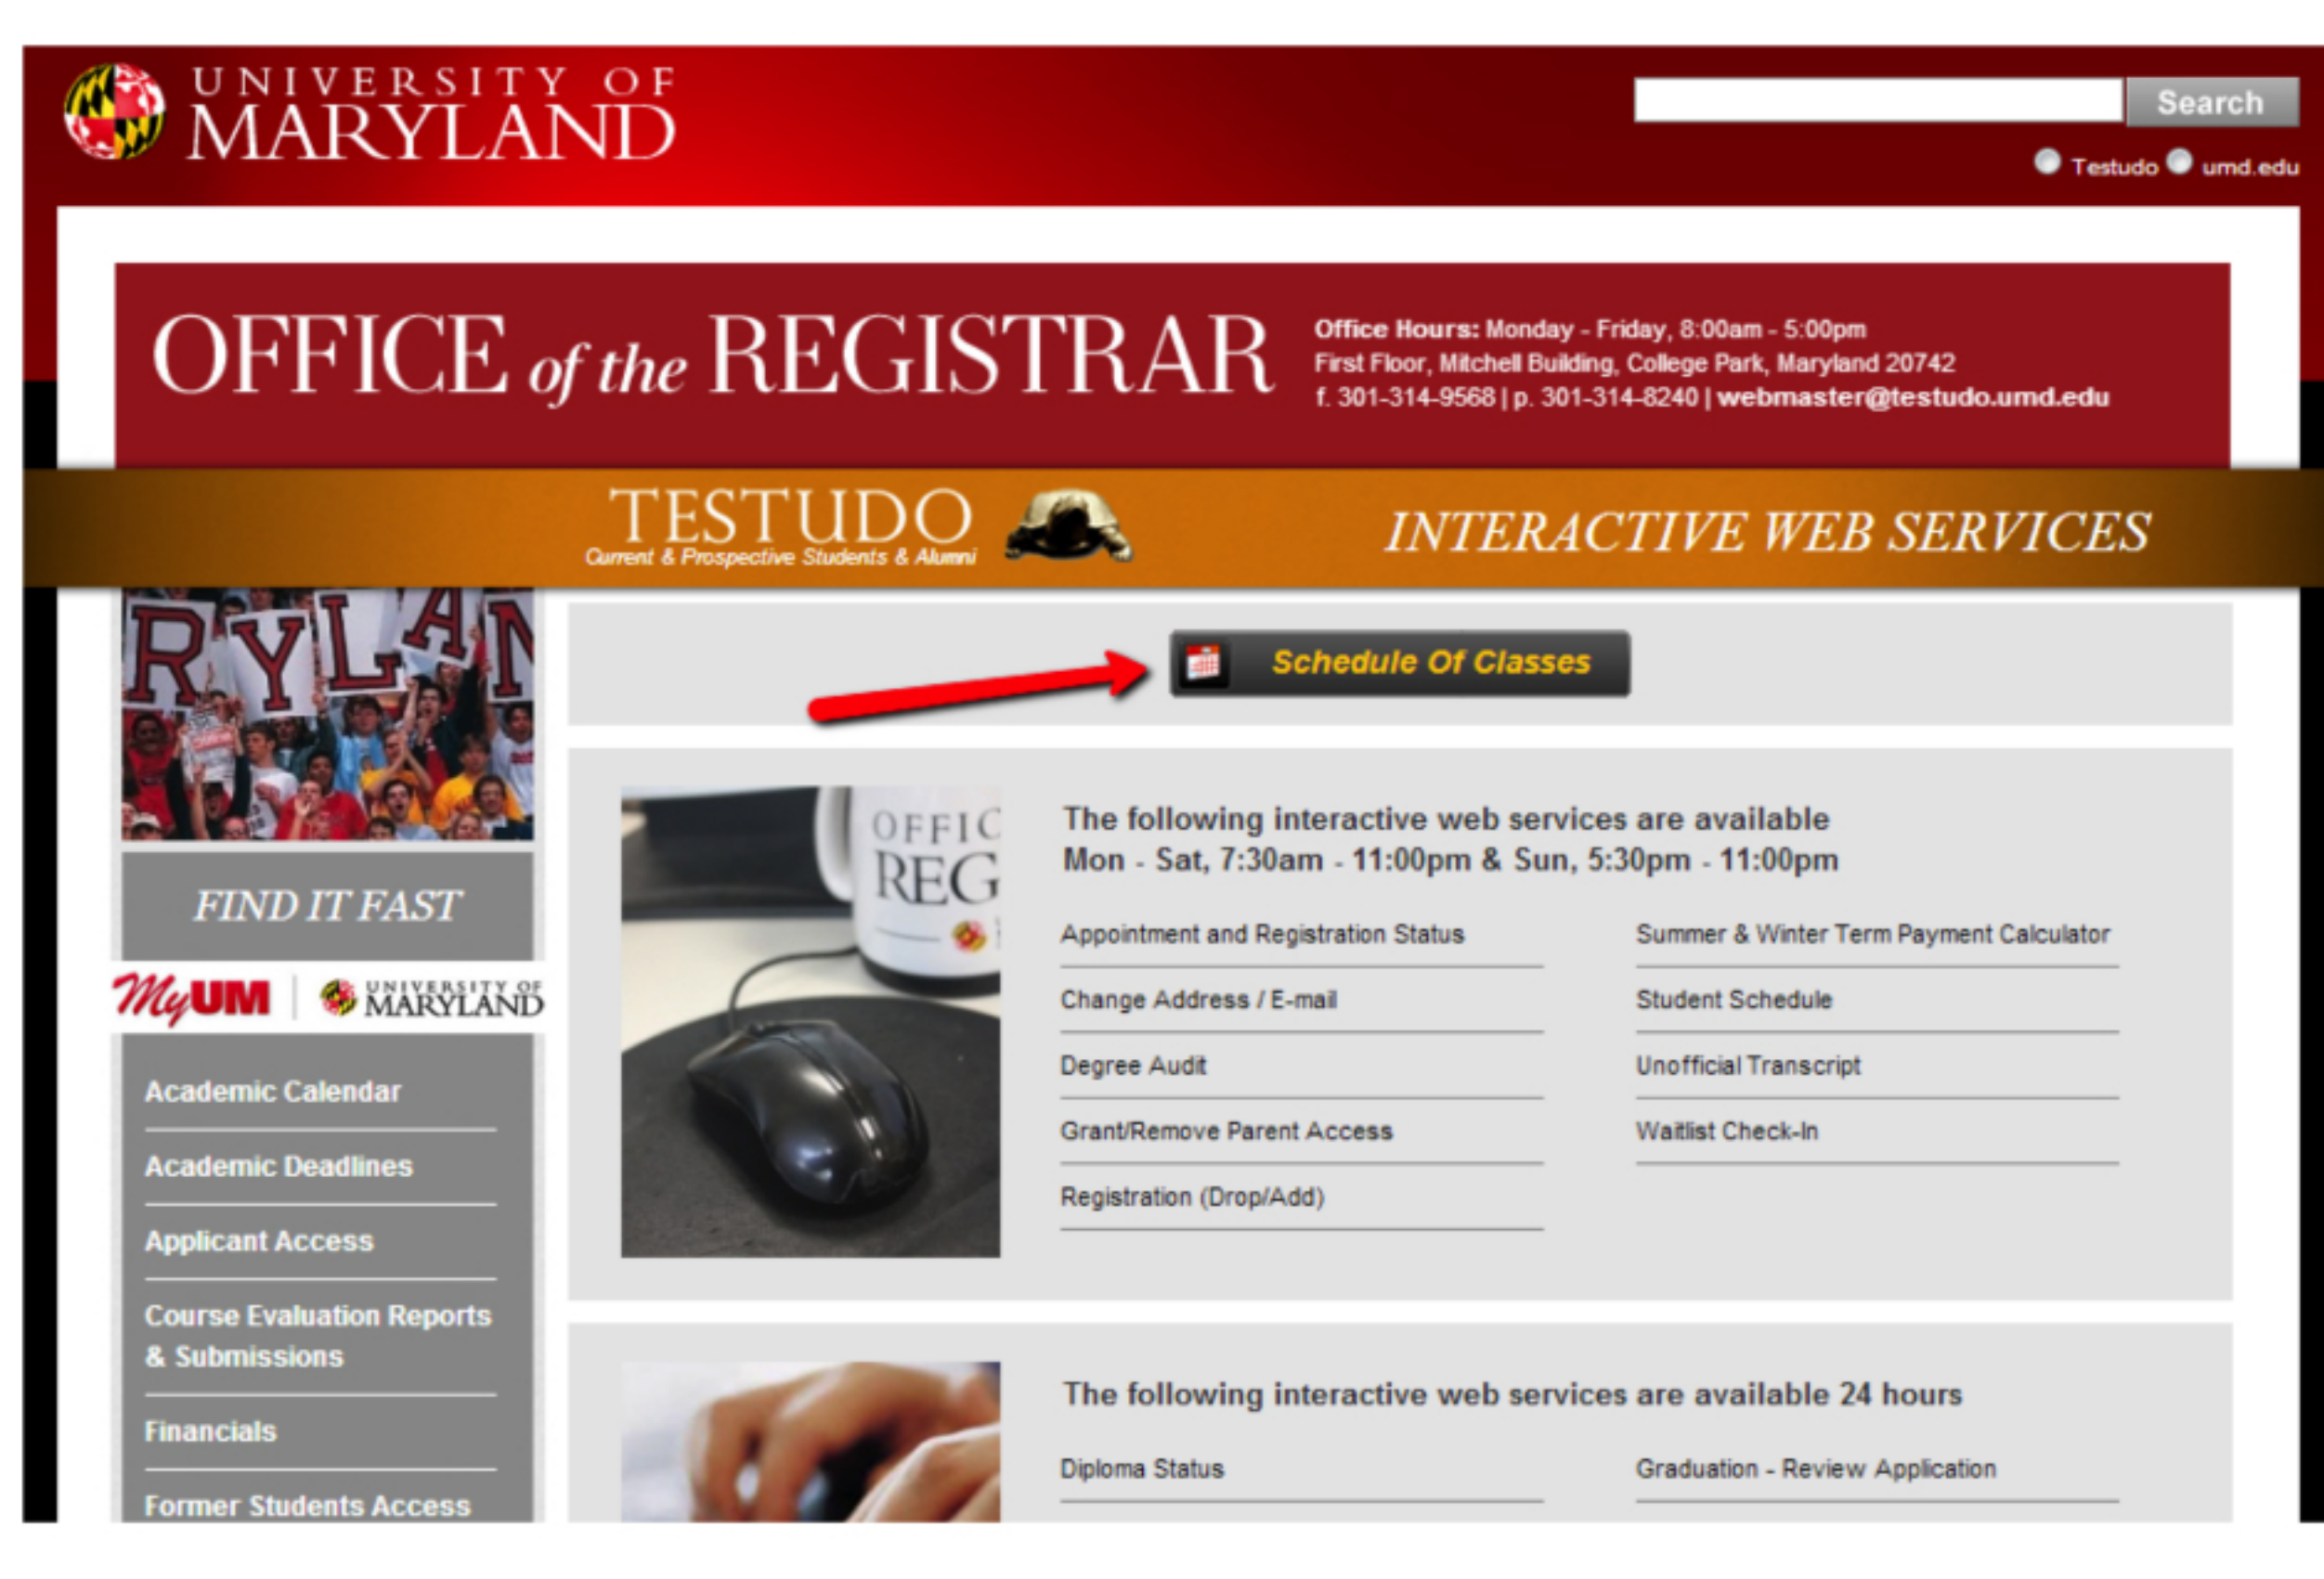 UNIVERSITY OF
MARYLAND
Search
Testudo umd.edu
OFFICE of the REGISTRAR
Office Hours: Monday - Friday, 8:00am - 5:00pm
First Floor, Mitchell Building, College Park, Maryland 20742
f. 301-314-9568 | p. 301-314-8240 | webmaster@testudo.umd.edu
TESTUDO
Current & Prospective Students & Alumni
INTERACTIVE WEB SERVICES
RYLAN
Schedule Of Classes
OFFIC
REG
The following interactive web services are available
Mon - Sat, 7:30am - 11:00pm & Sun, 5:30pm - 11:00pm
Appointment and Registration Status
Change Address / E-mail
Degree Audit
Grant/Remove Parent Access
Registration (Drop/Add)
Summer & Winter Term Payment Calculator
Student Schedule
Unofficial Transcript
Waitlist Check-In
FIND IT FAST
MyUM
UNIVERSITY OF
MARYLAND
Academic Calendar
Academic Deadlines
Applicant Access
Course Evaluation Reports
& Submissions
Financials
Former Students Access
The following interactive web services are available 24 hours
Diploma Status
Graduation - Review Application